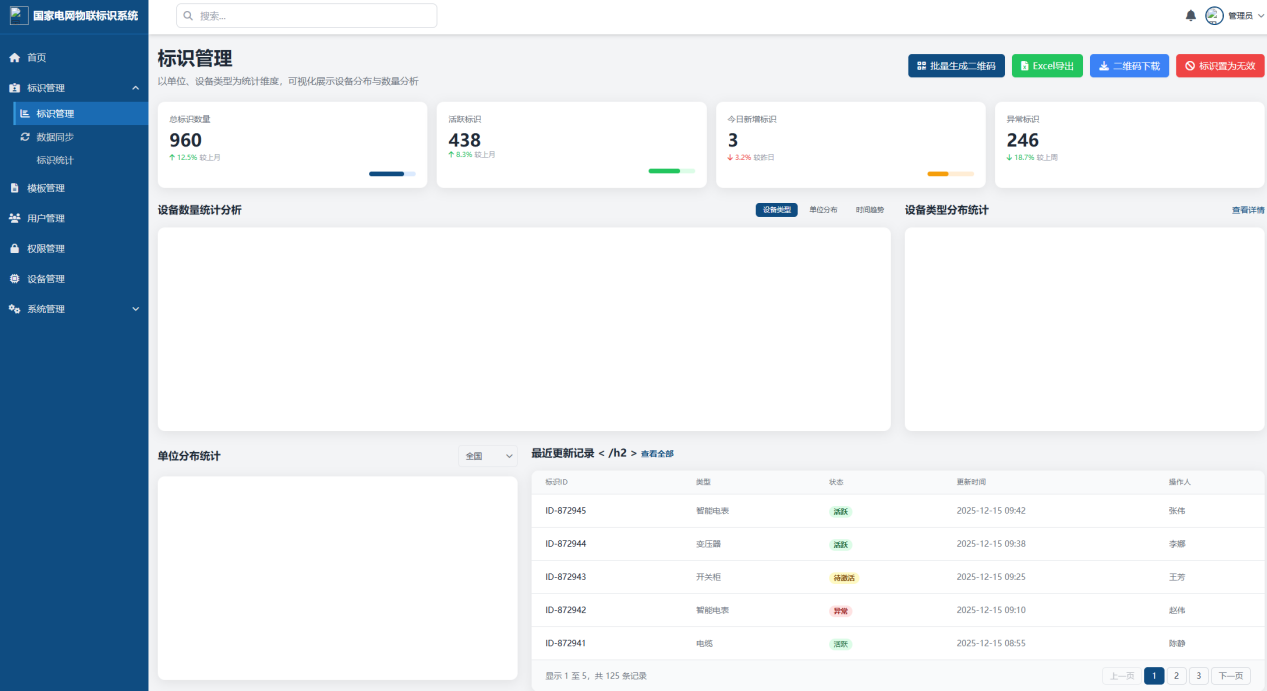 国家电网物联标识系统
搜索...
管理员
首页
标识管理
标识管理
数据同步
标识统计
模板管理
用户管理
权限管理
设备管理
系统管理
标识管理
以单位、设备类型为统计维度，可视化展示设备分布与数量分析
批量生成二维码
Excel导出
二维码下载
标识置为无效
总标识数量
960
12.5% 较上月
活跃标识
438
8.3% 较上月
今日新增标识
3
3.2% 较昨日
异常标识
246
18.7% 较上周
设备数量统计分析
设备类型 单位分布 时间趋势
设备类型分布统计
查看详情
单位分布统计
全国
最近更新记录 < /h2 > 查看全部
标识ID 类型 状态 更新时间 操作人
ID-872945 智能电表 活跃 2025-12-15 09:42 张伟
ID-872944 变压器 活跃 2025-12-15 09:38 李娜
ID-872943 开关柜 待激活 2025-12-15 09:25 王芳
ID-872942 智能电表 异常 2025-12-15 09:10 赵伟
ID-872941 电缆 活跃 2025-12-15 08:55 陈静
显示 1 至 5，共 125 条记录
上一页 1 2 3 下一页